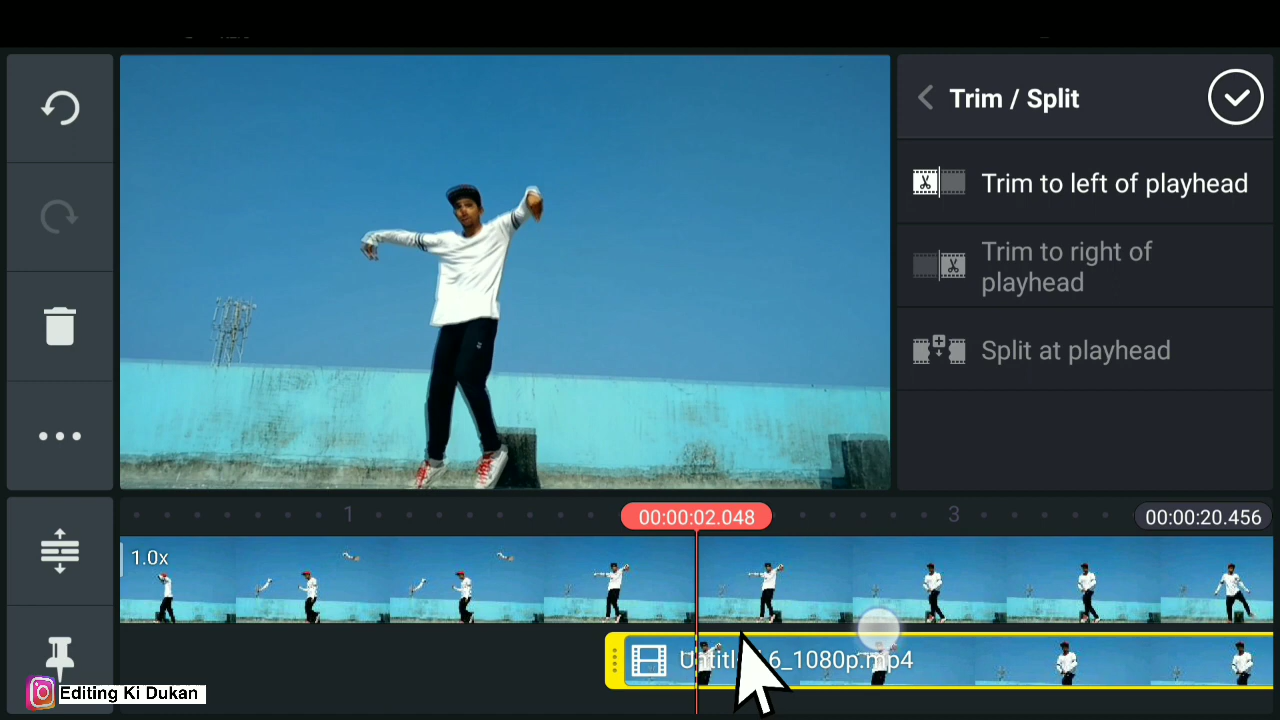 Trim / Split
Trim to left of playhead
Trim to right of
playhead
Split at playhead
1
00:00:02.048
3
00:00:20.456
1.0x
6_1080p.mp4
Editing Ki Dukan